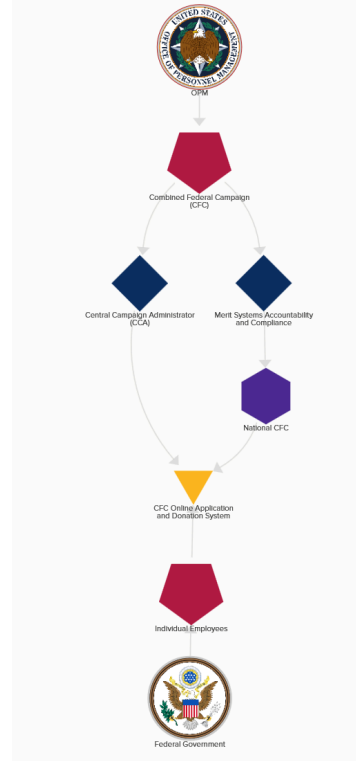 UNITED STATES
OFFICE OF PERSONNEL MANAGEMENT
OPM
Combined Federal Campaign
(CFC)
Central Campaign Administrator
(CCA)
Merit Systems Accountability
and Compliance
National CFC
CFC Online Application
and Donation System
Individual Employees
Federal Government